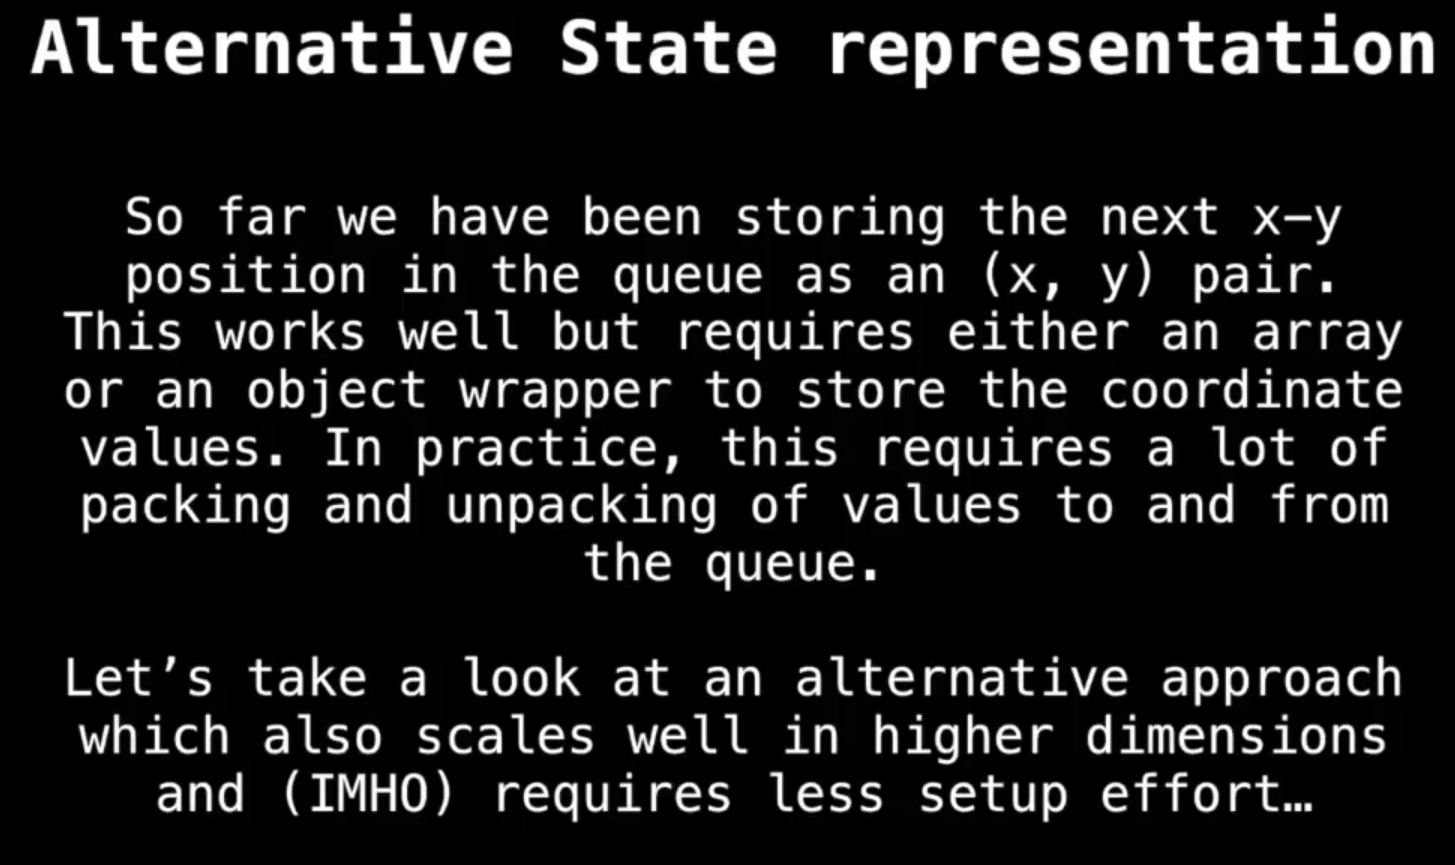 Alternative State representation
So far we have been storing the next x–y
position in the queue as an (x, y) pair.
This works well but requires either an array
or an object wrapper to store the coordinate
values. In practice, this requires a lot of
packing and unpacking of values to and from
the queue.
Let’s take a look at an alternative approach
which also scales well in higher dimensions
and (IMHO) requires less setup effort…